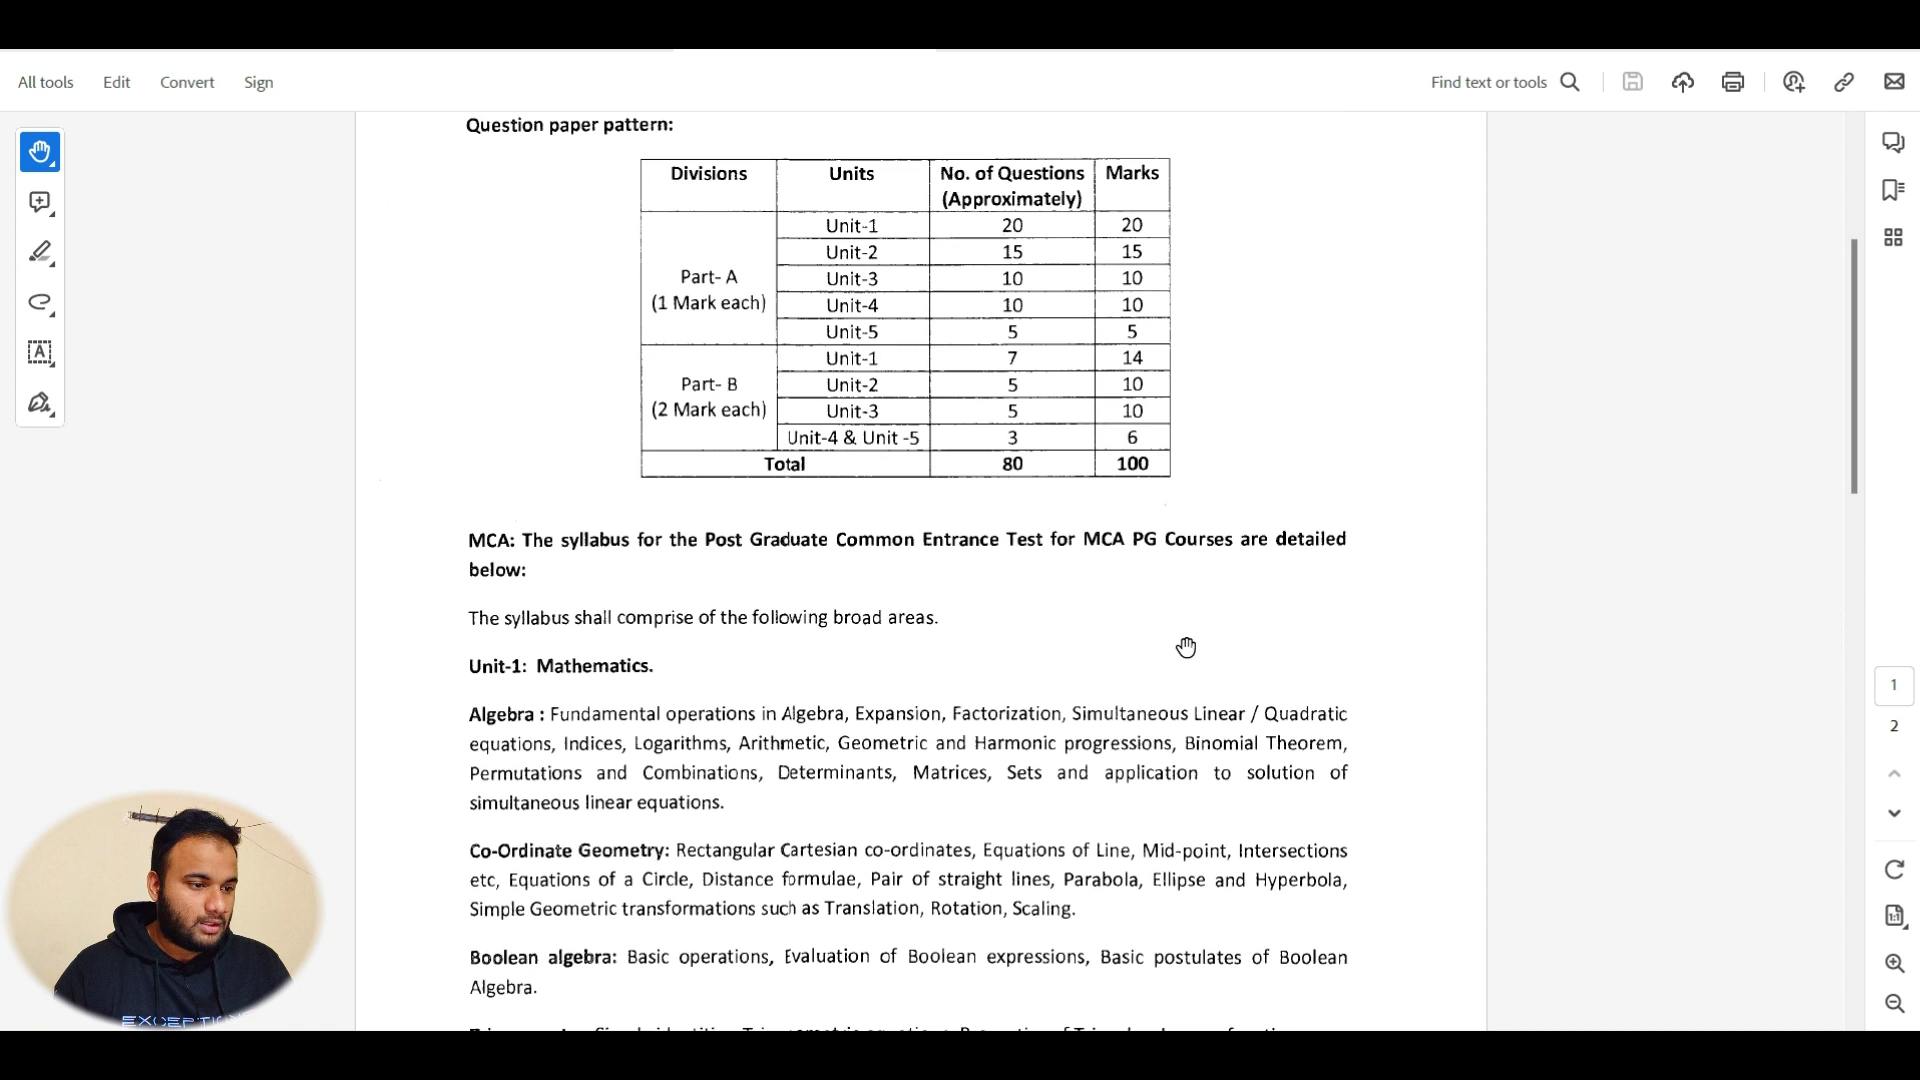 All tools Edit Convert Sign Find text or tools
Question paper pattern:
Divisions Units No. of Questions (Approximately) Marks
Part- A (1 Mark each) Unit-1 20 20
Unit-2 15 15
Unit-3 10 10
Unit-4 10 10
Unit-5 5 5
Part- B (2 Mark each) Unit-1 7 14
Unit-2 5 10
Unit-3 5 10
Unit-4 & Unit -5 3 6
Total 80 100
MCA: The syllabus for the Post Graduate Common Entrance Test for MCA PG Courses are detailed
below:
The syllabus shall comprise of the following broad areas.
Unit-1: Mathematics.
Algebra : Fundamental operations in Algebra, Expansion, Factorization, Simultaneous Linear / Quadratic
equations, Indices, Logarithms, Arithmetic, Geometric and Harmonic progressions, Binomial Theorem,
Permutations and Combinations, Determinants, Matrices, Sets and application to solution of
simultaneous linear equations.
Co-Ordinate Geometry: Rectangular Cartesian co-ordinates, Equations of Line, Mid-point, Intersections
etc, Equations of a Circle, Distance formulae, Pair of straight lines, Parabola, Ellipse and Hyperbola,
Simple Geometric transformations such as Translation, Rotation, Scaling.
Boolean algebra: Basic operations, Evaluation of Boolean expressions, Basic postulates of Boolean
Algebra.
1
2